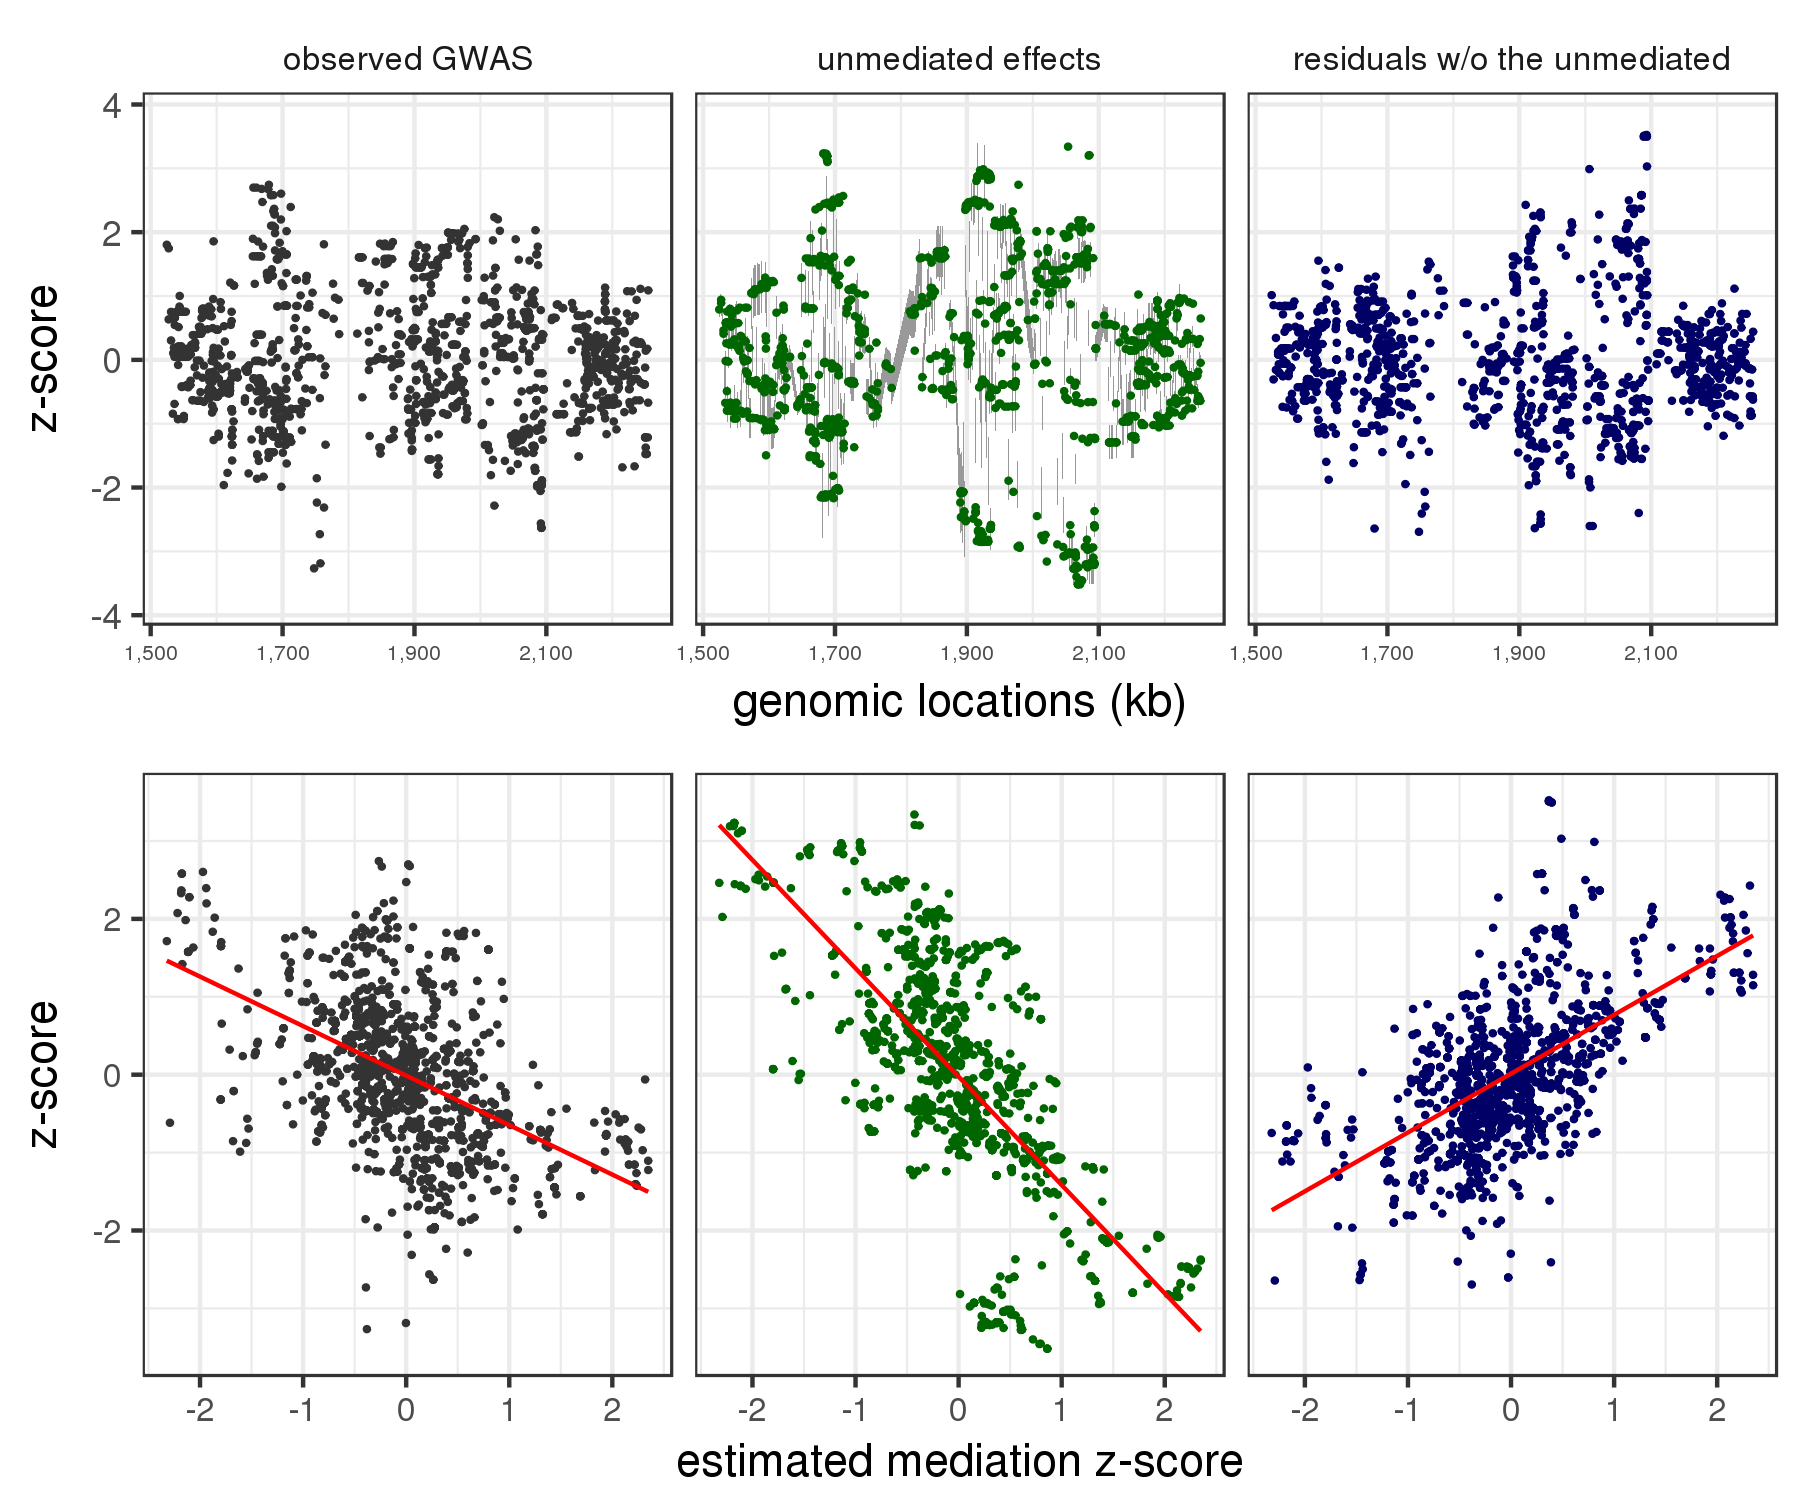 observed GWAS unmediated effects residuals w/o the unmediated
4
2
0
-2
-4
z-score
1,500 1,700 1,900 2,100 1,500 1,700 1,900 2,100 1,500 1,700 1,900 2,100
genomic locations (kb)
2
0
-2
z-score
-2 -1 0 1 2 -2 -1 0 1 2 -2 -1 0 1 2
estimated mediation z-score